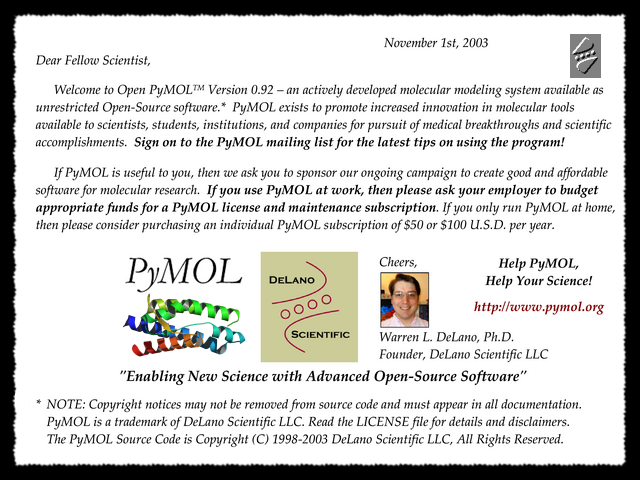 November 1st, 2003
Dear Fellow Scientist,
Welcome to Open PyMOL™ Version 0.92 – an actively developed molecular modeling system available as
unrestricted Open-Source software.* PyMOL exists to promote increased innovation in molecular tools
available to scientists, students, institutions, and companies for pursuit of medical breakthroughs and scientific
accomplishments. Sign on to the PyMOL mailing list for the latest tips on using the program!
If PyMOL is useful to you, then we ask you to sponsor our ongoing campaign to create good and affordable
software for molecular research. If you use PyMOL at work, then please ask your employer to budget
appropriate funds for a PyMOL license and maintenance subscription. If you only run PyMOL at home,
then please consider purchasing an individual PyMOL subscription of $50 or $100 U.S.D. per year.
PyMOL
DELANO
SCIENTIFIC
Cheers,
Warren L. DeLano, Ph.D.
Founder, DeLano Scientific LLC
Help PyMOL,
Help Your Science!
http://www.pymol.org
"Enabling New Science with Advanced Open-Source Software"
* NOTE: Copyright notices may not be removed from source code and must appear in all documentation.
PyMOL is a trademark of DeLano Scientific LLC. Read the LICENSE file for details and disclaimers.
The PyMOL Source Code is Copyright (C) 1998-2003 DeLano Scientific LLC, All Rights Reserved.